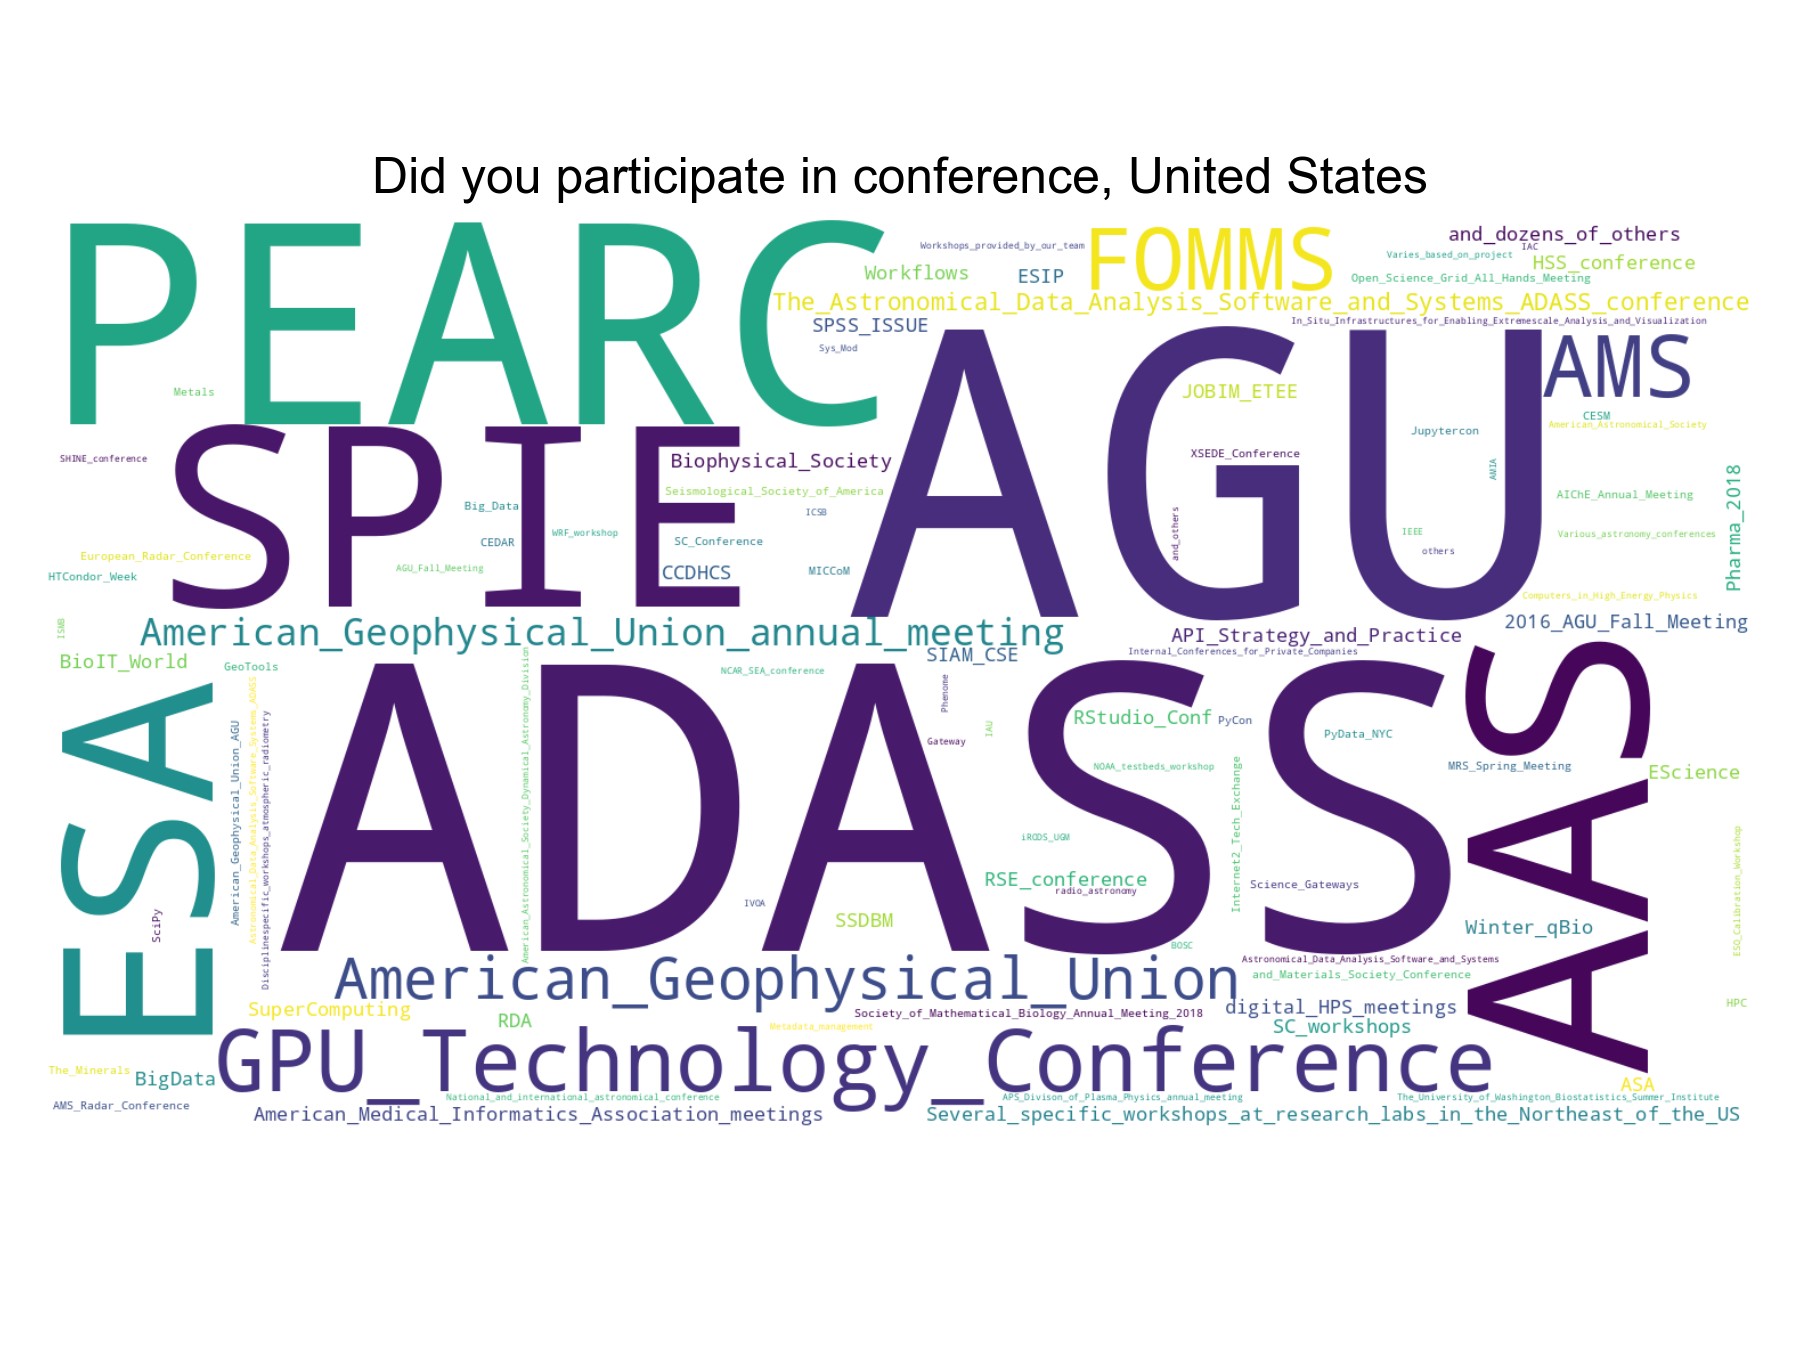 Did you participate in conference, United States
PEARC
Workshops_provided_by_our_team
FOMMS
and_dozens_of_others
IAC
Varies_based_on_project
HSS_conference
Workflows
ESIP
Open_Science_Grid_All_Hands_Meeting
The_Astronomical_Data_Analysis_Software_and_Systems_ADASS_conference
SPSS_ISSUE
In_Situ_Infrastructures_for_Enabling_Extremescale_Analysis_and_Visualization
Sys_Mod
AGU
AMS
Metals
JOBIM_ETEE
CESM
American_Astronomical_Society
Jupytercon
SPIE
SHINE_conference
Biophysical_Society
XSEDE_Conference
AMIA
Pharma_2018
Seismological_Society_of_America
AIChE_Annual_Meeting
Big_Data
ICSB
WRF_workshop
and_others
IEEE
Various_astronomy_conferences
CEDAR
SC_Conference
others
European_Radar_Conference
AGU_Fall_Meeting
CCDHCS
MICCoM
HTCondor_Week
Computers_in_High_Energy_Physics
ISMB
American_Geophysical_Union_annual_meeting
API_Strategy_and_Practice
2016_AGU_Fall_Meeting
BioIT_World
GeoTools
SIAM_CSE
Internal_Conferences_for_Private_Companies
NCAR_SEA_conference
ESA
ADASS
AAS
American_Geophysical_Union_AGU
Astronomical_Data_Analysis_Software_Systems_ADASS
Disciplinespecific_workshops_atmospheric_radiometry
American_Astronomical_Society_Dynamical_Astronomy_Division
Phenome
IAU
Gateway
RStudio_Conf
PyCon
PyData_NYC
NOAA_testbeds_workshop
Internet2_Tech_Exchange
MRS_Spring_Meeting
EScience
iRODS_UGM
ESO_Calibration_Workshop
RSE_conference
radio_astronomy
Science_Gateways
SciPy
IVOA
SSDBM
BOSC
Winter_qBio
Astronomical_Data_Analysis_Software_and_Systems
American_Geophysical_Union
and_Materials_Society_Conference
SuperComputing
RDA
Metadata_management
Society_of_Mathematical_Biology_Annual_Meeting_2018
digital_HPS_meetings
HPC
SC_workshops
GPU_Technology_Conference
The_Minerals
BigData
ASA
National_and_international_astronomical_conference
APS_Divison_of_Plasma_Physics_annual_meeting
The_University_of_Washington_Biostatistics_Summer_Institute
AMS_Radar_Conference
American_Medical_Informatics_Association_meetings
Several_specific_workshops_at_research_labs_in_the_Northeast_of_the_US